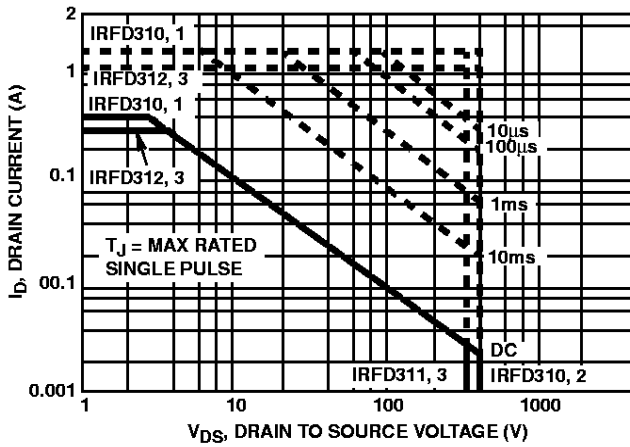 2
IRFD310, 1
1
IRFD312, 3
IRFD310, 1
10µs
100µs
0.1
IRFD312, 3
1ms
TJ = MAX RATED
SINGLE PULSE
10ms
00.1
DC
IRFD311, 3
IRFD310, 2
0.001
1
10
100
1000
ID, DRAIN CURRENT (A)
VDS, DRAIN TO SOURCE VOLTAGE (V)